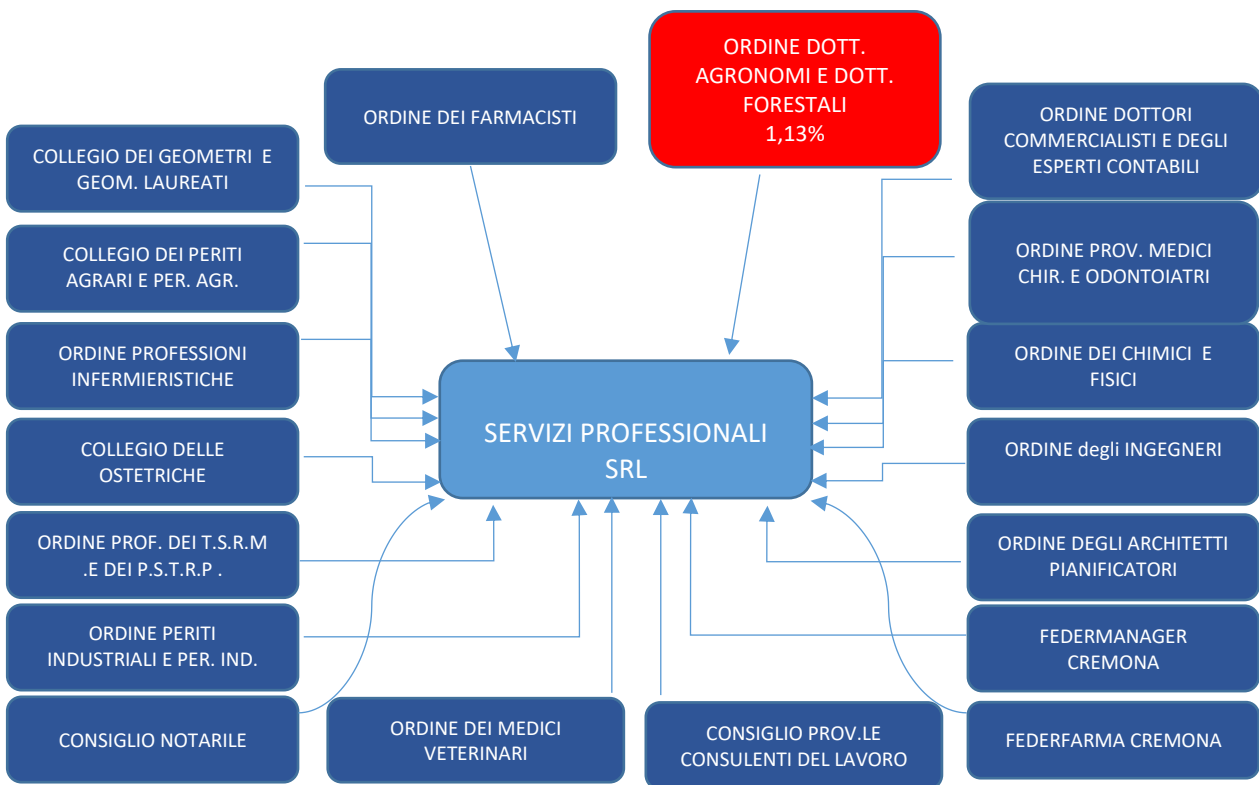 ORDINE DOTT.
AGRONOMI E DOTT.
FORESTALI
1,13%
ORDINE DEI FARMACISTI
ORDINE DOTTORI
COMMERCIALISTI E DEGLI
ESPERTI CONTABILI
COLLEGIO DEI GEOMETRI E
GEOM. LAUREATI
COLLEGIO DEI PERITI
AGRARI E PER. AGR.
ORDINE PROV. MEDICI
CHIR. E ODONTOIATRI
ORDINE PROFESSIONI
INFERMIERISTICHE
ORDINE DEI CHIMICI E
FISICI
SERVIZI PROFESSIONALI
SRL
COLLEGIO DELLE
OSTETRICHE
ORDINE degli INGEGNERI
ORDINE PROF. DEI T.S.R.M
.E DEI P.S.T.R.P .
ORDINE DEGLI ARCHITETTI
PIANIFICATORI
ORDINE PERITI
INDUSTRIALI E PER. IND.
FEDERMANAGER
CREMONA
CONSIGLIO NOTARILE
ORDINE DEI MEDICI
VETERINARI
CONSIGLIO PROV.LE
CONSULENTI DEL LAVORO
FEDERFARMA CREMONA